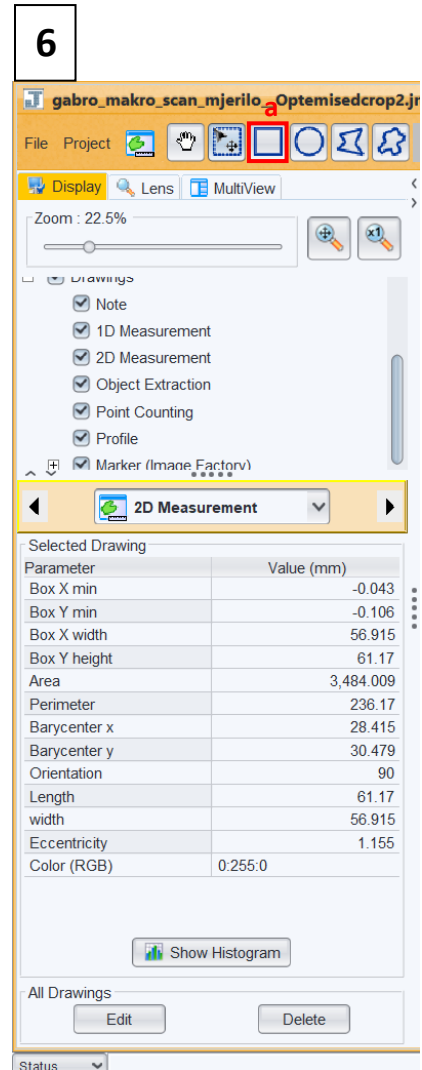 6
gabro_makro_scan_mjerilo_Optemisedcrop2.jr
a
File Project
Display Lens MultiView
Zoom : 22.5%
x1
Drawings
Note
1D Measurement
2D Measurement
Object Extraction
Point Counting
Profile
Marker (Image Factory)
2D Measurement
Selected Drawing
Parameter Value (mm)
Box X min -0.043
Box Y min -0.106
Box X width 56.915
Box Y height 61.17
Area 3,484.009
Perimeter 236.17
Barycenter x 28.415
Barycenter y 30.479
Orientation 90
Length 61.17
width 56.915
Eccentricity 1.155
Color (RGB) 0:255:0
Show Histogram
All Drawings
Edit Delete
Status